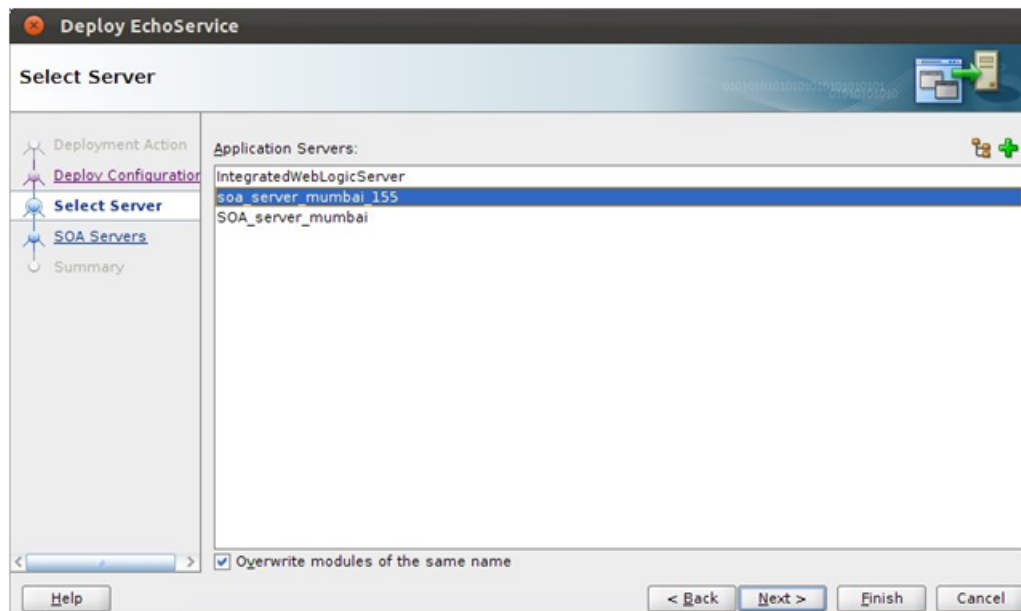 Deploy EchoService
Select Server
Deployment Action
Deploy Configuration
Select Server
SOA Servers
Summary
Application Servers:
IntegratedWebLogicServer
soa_server_mumbai_155
SOA_server_mumbai
Overwrite modules of the same name
Help
< Back
Next >
Finish
Cancel